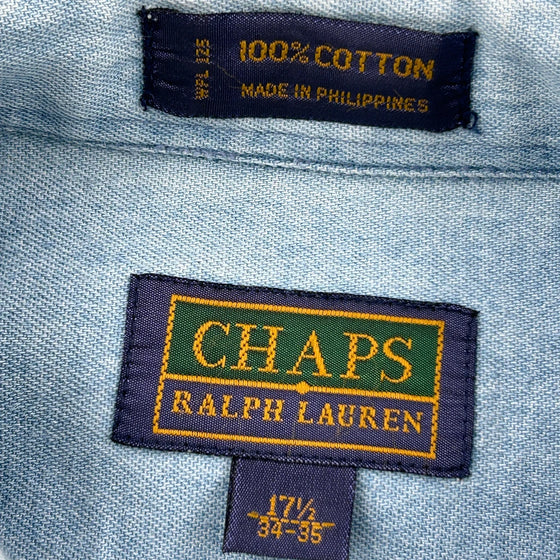 100% COTTON
MADE IN PHILIPPINES
WPL 125
CHAPS
RALPH LAUREN
17½
34-35